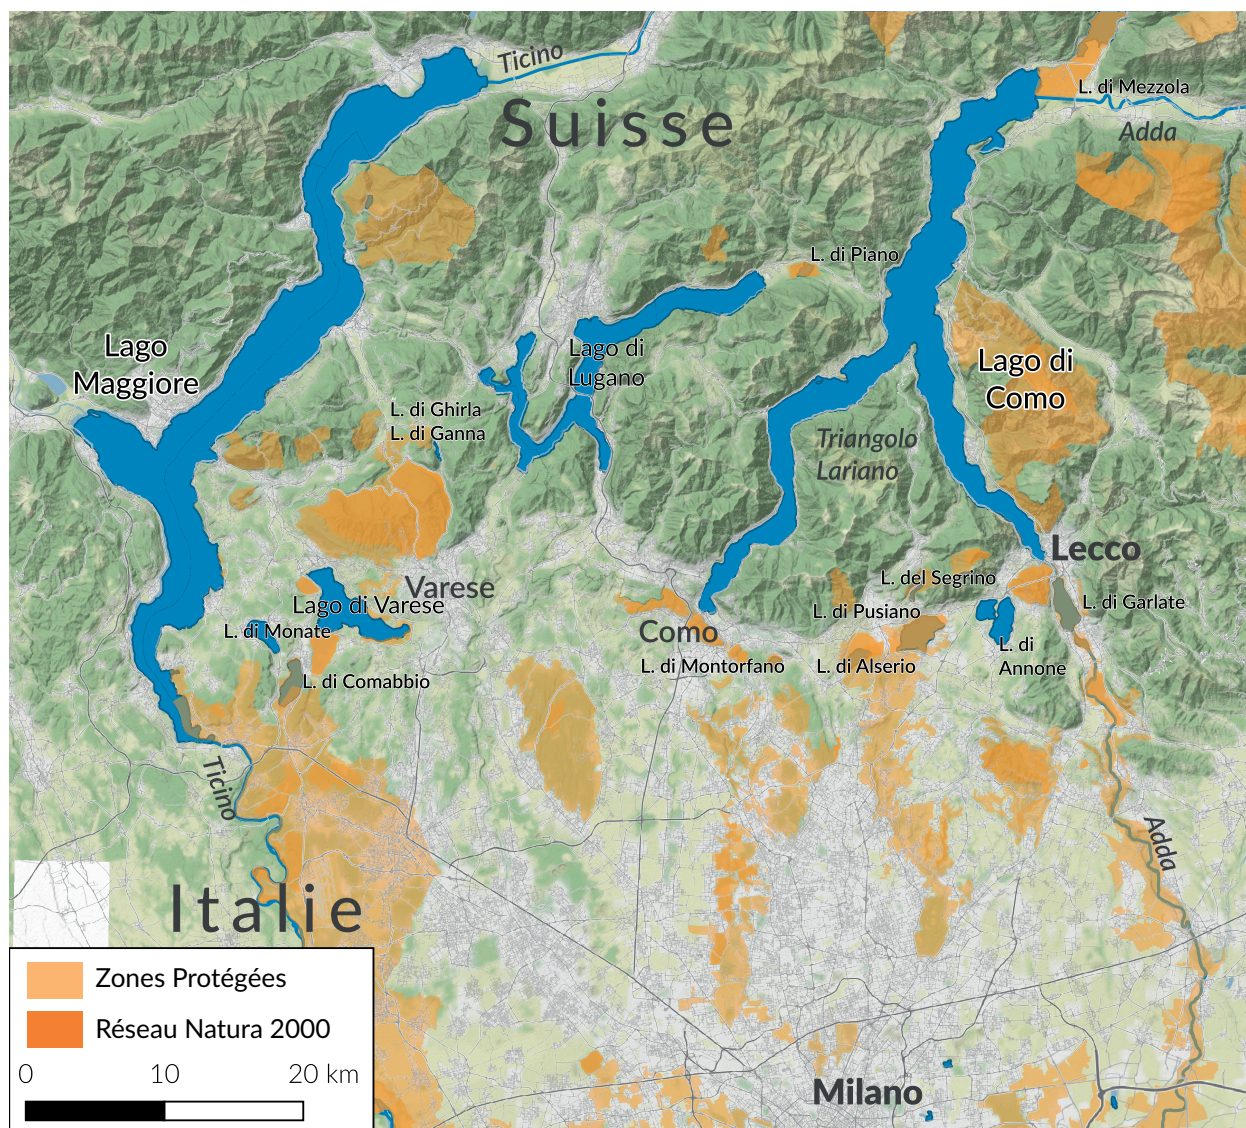 Ticino
Suisse
L. di Mezzola
Adda
L. di Piano
Lago
Maggiore
Lago di
Lugano
Lago di
Como
L. di Ghirla
L. di Ganna
Triangolo
Lariano
Lecco
L. del Segrino
Varese
Lago di Varese
L. di Garlate
L. di Pusiano
L. di Monate
Como
L. di
Annone
L. di Montorfano
L. di Alserio
L. di Comabbio
Ticino
Adda
Italie
Zones Protégées
Réseau Natura 2000
0 10 20 km
Milano